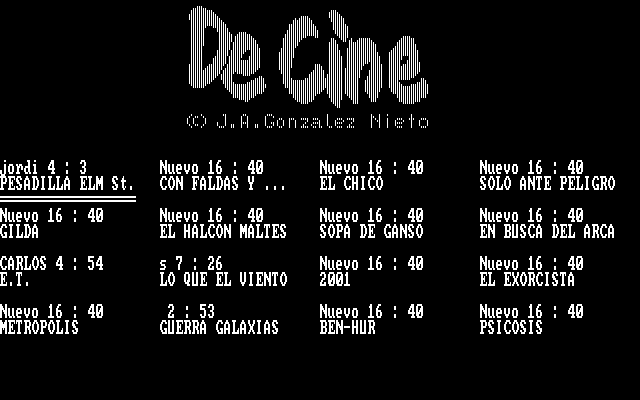 De Cine
(C) J.A.Gonzalez Nieto
jordi 4 : 3 Nuevo 16 : 40 Nuevo 16 : 40 Nuevo 16 : 40
PESADILLA ELM St. CON FALDAS Y ... EL CHICO SOLO ANTE PELIGRO
Nuevo 16 : 40 Nuevo 16 : 40 Nuevo 16 : 40 Nuevo 16 : 40
GILDA EL HALCON MALTES SOPA DE GANSO EN BUSCA DEL ARCA
CARLOS 4 : 54 s 7 : 26 Nuevo 16 : 40 Nuevo 16 : 40
E.T. LO QUE EL VIENTO 2001 EL EXORCISTA
Nuevo 16 : 40 2 : 53 Nuevo 16 : 40 Nuevo 16 : 40
METROPOLIS GUERRA GALAXIAS BEN-HUR PSICOSIS